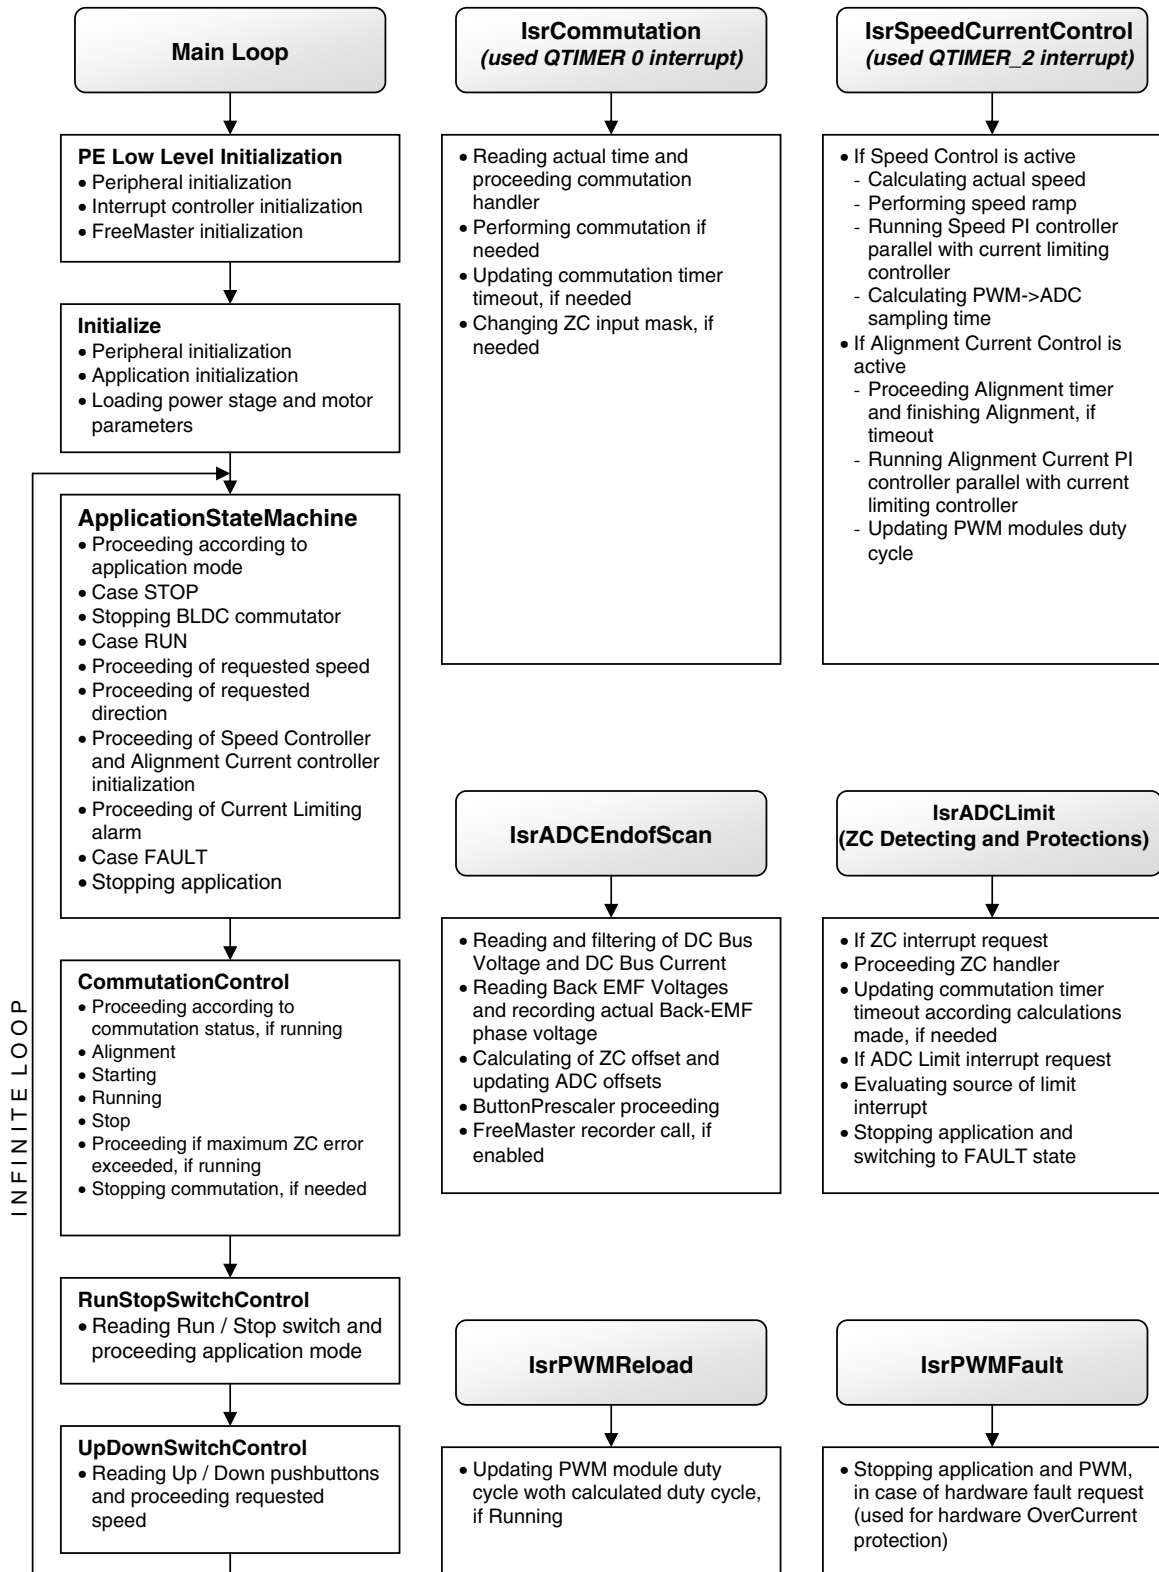 Main Loop
PE Low Level Initialization
• Peripheral initialization
• Interrupt controller initialization
• FreeMaster initialization
Initialize
• Peripheral initialization
• Application initialization
• Loading power stage and motor
parameters
ApplicationStateMachine
• Proceeding according to
application mode
• Case STOP
• Stopping BLDC commutator
• Case RUN
• Proceeding of requested speed
• Proceeding of requested
direction
• Proceeding of Speed Controller
and Alignment Current controller
initialization
• Proceeding of Current Limiting
alarm
• Case FAULT
• Stopping application
CommutationControl
• Proceeding according to
commutation status, if running
• Alignment
• Starting
• Running
• Stop
• Proceeding if maximum ZC error
exceeded, if running
• Stopping commutation, if needed
RunStopSwitchControl
• Reading Run / Stop switch and
proceeding application mode
UpDownSwitchControl
• Reading Up / Down pushbuttons
and proceeding requested
speed
INFINITE LOOP
IsrCommutation
(used QTIMER 0 interrupt)
• Reading actual time and
proceeding commutation
handler
• Performing commutation if
needed
• Updating commutation timer
timeout, if needed
• Changing ZC input mask, if
needed
IsrSpeedCurrentControl
(used QTIMER_2 interrupt)
• If Speed Control is active
- Calculating actual speed
- Performing speed ramp
- Running Speed PI controller
parallel with current limiting
controller
- Calculating PWM->ADC
sampling time
• If Alignment Current Control is
active
- Proceeding Alignment timer
and finishing Alignment, if
timeout
- Running Alignment Current PI
controller parallel with current
limiting controller
- Updating PWM modules duty
cycle
IsrADCEndofScan
• Reading and filtering of DC Bus
Voltage and DC Bus Current
• Reading Back EMF Voltages
and recording actual Back-EMF
phase voltage
• Calculating of ZC offset and
updating ADC offsets
• ButtonPrescaler proceeding
• FreeMaster recorder call, if
enabled
IsrADCLimit
(ZC Detecting and Protections)
• If ZC interrupt request
• Proceeding ZC handler
• Updating commutation timer
timeout according calculations
made, if needed
• If ADC Limit interrupt request
• Evaluating source of limit
interrupt
• Stopping application and
switching to FAULT state
IsrPWMReload
• Updating PWM module duty
cycle woth calculated duty cycle,
if Running
IsrPWMFault
• Stopping application and PWM,
in case of hardware fault request
(used for hardware OverCurrent
protection)